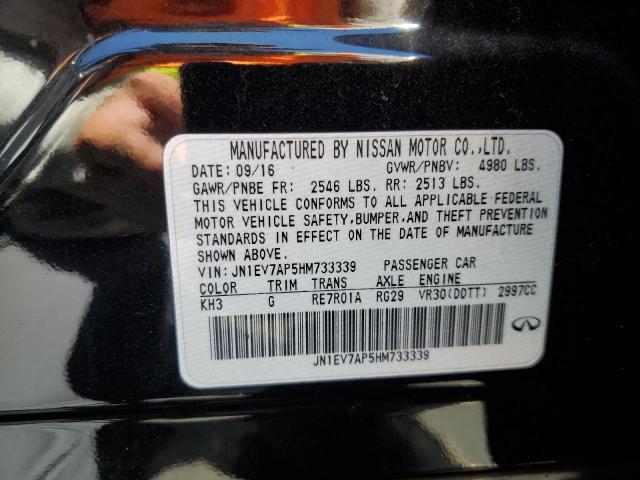 MANUFACTURED BY NISSAN MOTOR CO.,LTD.
DATE: 09/16 GVWR/PNBV: 4980 LBS.
GAWR/PNBE FR: 2546 LBS. RR: 2513 LBS.
THIS VEHICLE CONFORMS TO ALL APPLICABLE FEDERAL
MOTOR VEHICLE SAFETY,BUMPER,AND THEFT PREVENTION
STANDARDS IN EFFECT ON THE DATE OF MANUFACTURE
SHOWN ABOVE.
VIN: JN1EV7AP5HM733339 PASSENGER CAR
COLOR TRIM TRANS AXLE ENGINE
KH3 G RE7R01A RG29 VR30(DDTT) 2997CC
JN1EV7AP5HM733339